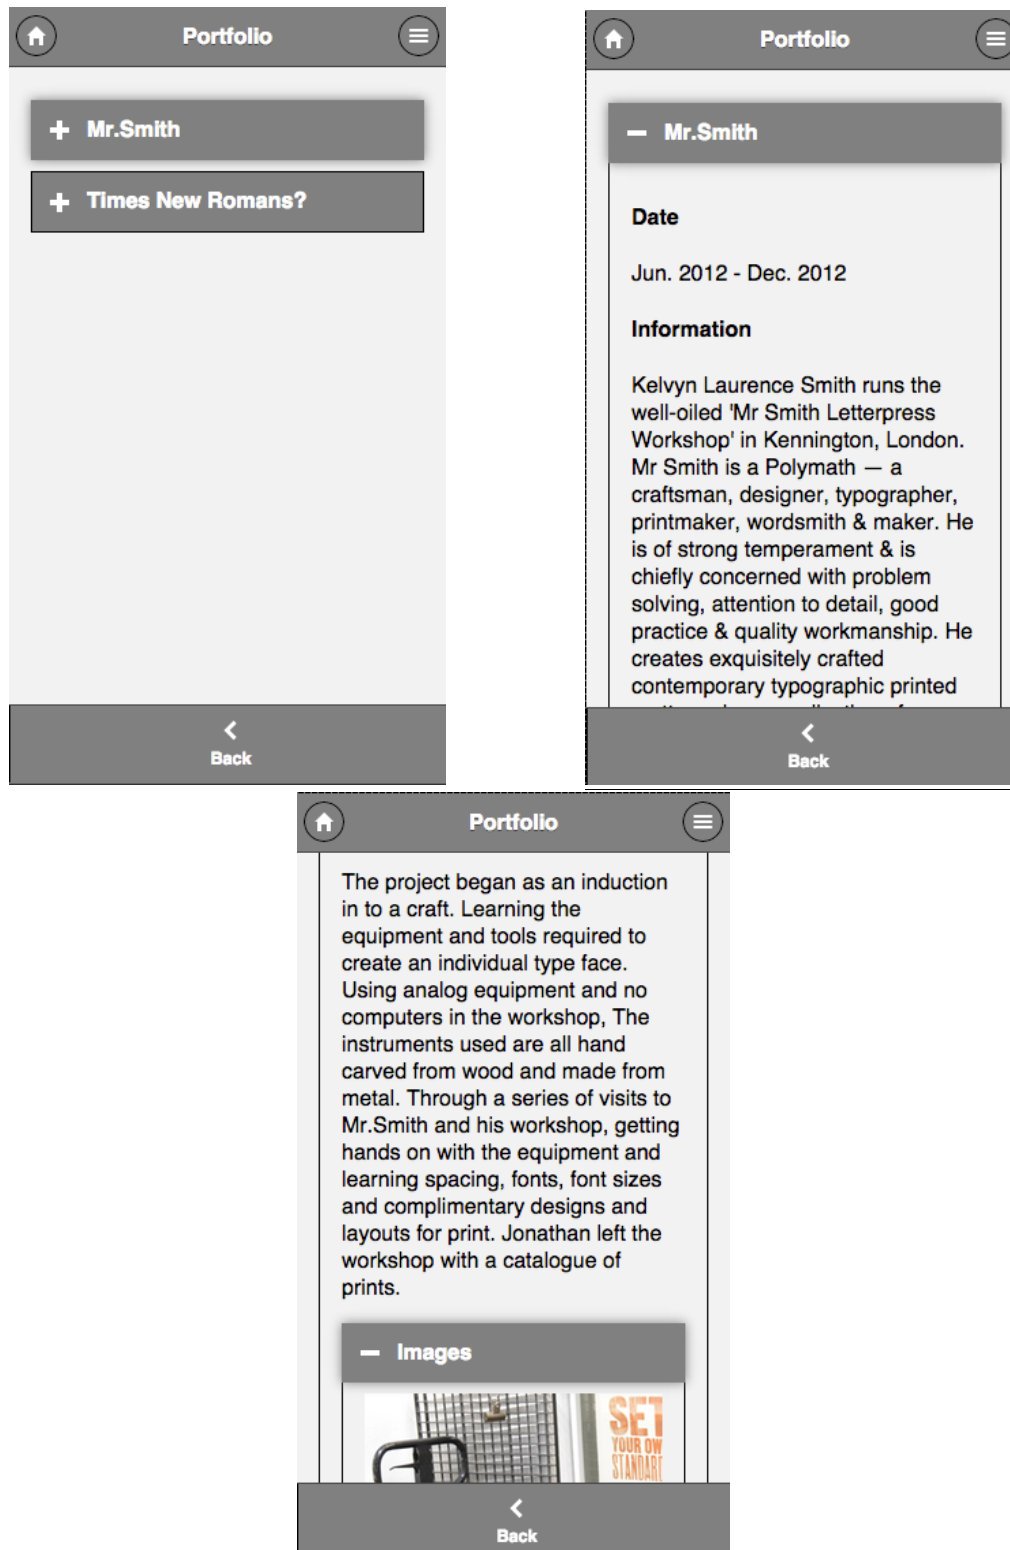 Portfolio
Mr.Smith
Times New Romans?
Back
Portfolio
Mr.Smith
Date
Jun. 2012 - Dec. 2012
Information
Kelvyn Laurence Smith runs the
well-oiled 'Mr Smith Letterpress
Workshop' in Kennington, London.
Mr Smith is a Polymath — a
craftsman, designer, typographer,
printmaker, wordsmith & maker. He
is of strong temperament & is
chiefly concerned with problem
solving, attention to detail, good
practice & quality workmanship. He
creates exquisitely crafted
contemporary typographic printed
Back
Portfolio
The project began as an induction
in to a craft. Learning the
equipment and tools required to
create an individual type face.
Using analog equipment and no
computers in the workshop, The
instruments used are all hand
carved from wood and made from
metal. Through a series of visits to
Mr.Smith and his workshop, getting
hands on with the equipment and
learning spacing, fonts, font sizes
and complimentary designs and
layouts for print. Jonathan left the
workshop with a catalogue of
prints.
Images
SET
YOUR OW
STANDAR
Back